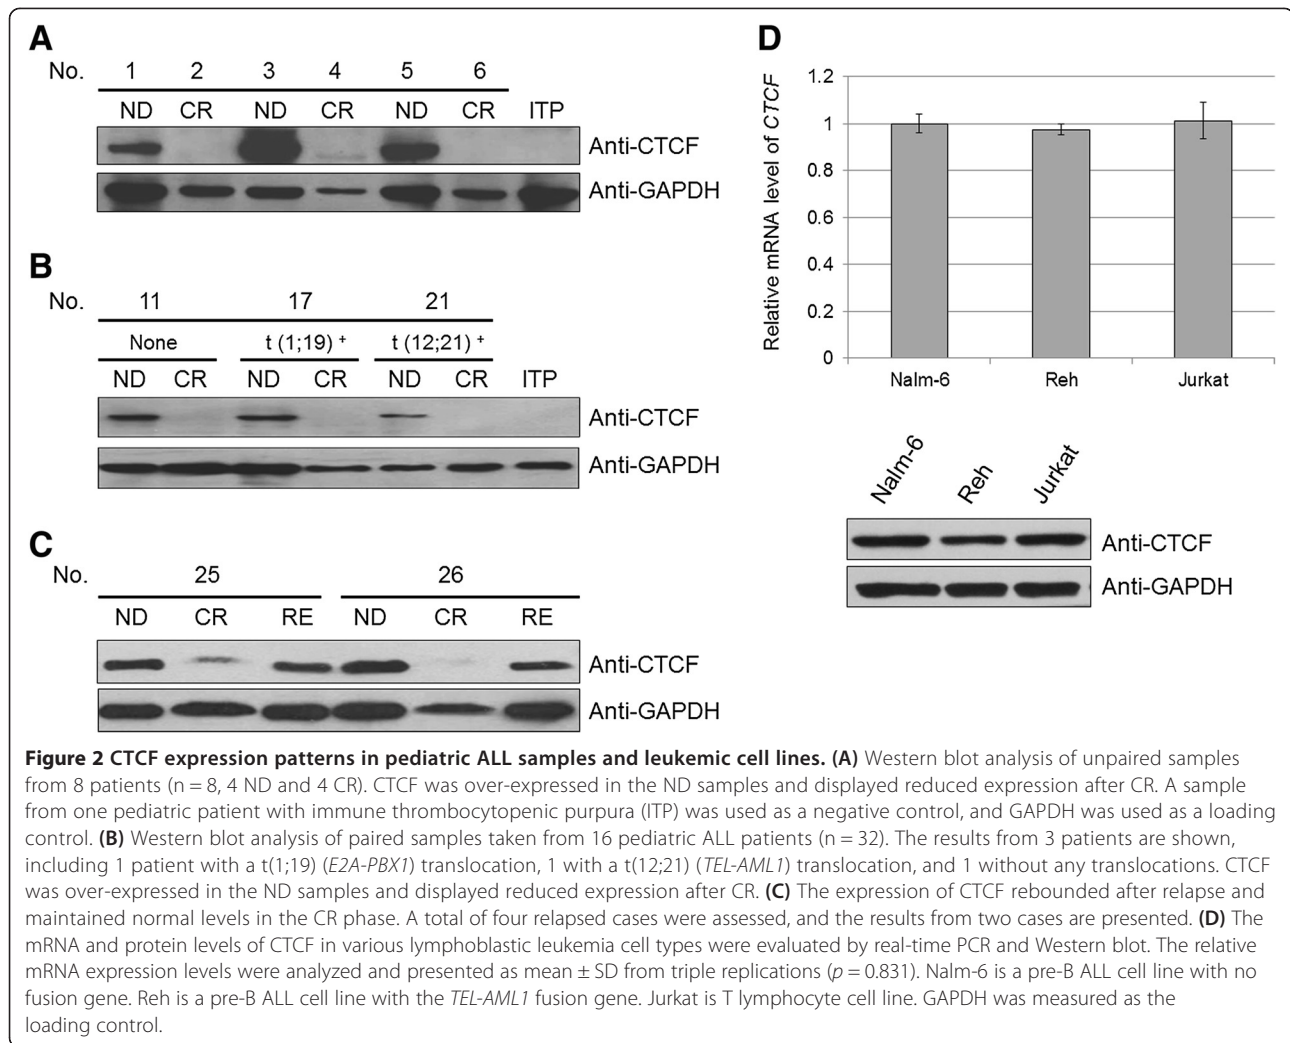 A
No. 1 2 3 4 5 6
ND CR ND CR ND CR ITP
Anti-CTCF
Anti-GAPDH
B
No. 11 17 21
None t (1;19) + t (12;21) +
ND CR ND CR ND CR ITP
Anti-CTCF
Anti-GAPDH
C
No. 25 26
ND CR RE ND CR RE
Anti-CTCF
Anti-GAPDH
D
Relative mRNA level of CTCF
1.2
1
0.8
0.6
0.4
0.2
0
Nalm-6 Reh Jurkat
Nalm-6 Reh Jurkat
Anti-CTCF
Anti-GAPDH
Figure 2 CTCF expression patterns in pediatric ALL samples and leukemic cell lines. (A) Western blot analysis of unpaired samples
from 8 patients (n = 8, 4 ND and 4 CR). CTCF was over-expressed in the ND samples and displayed reduced expression after CR. A sample
from one pediatric patient with immune thrombocytopenic purpura (ITP) was used as a negative control, and GAPDH was used as a loading
control. (B) Western blot analysis of paired samples taken from 16 pediatric ALL patients (n = 32). The results from 3 patients are shown,
including 1 patient with a t(1;19) (E2A-PBX1) translocation, 1 with a t(12;21) (TEL-AML1) translocation, and 1 without any translocations. CTCF
was over-expressed in the ND samples and displayed reduced expression after CR. (C) The expression of CTCF rebounded after relapse and
maintained normal levels in the CR phase. A total of four relapsed cases were assessed, and the results from two cases are presented. (D) The
mRNA and protein levels of CTCF in various lymphoblastic leukemia cell types were evaluated by real-time PCR and Western blot. The relative
mRNA expression levels were analyzed and presented as mean ± SD from triple replications (p = 0.831). Nalm-6 is a pre-B ALL cell line with no
fusion gene. Reh is a pre-B ALL cell line with the TEL-AML1 fusion gene. Jurkat is T lymphocyte cell line. GAPDH was measured as the
loading control.